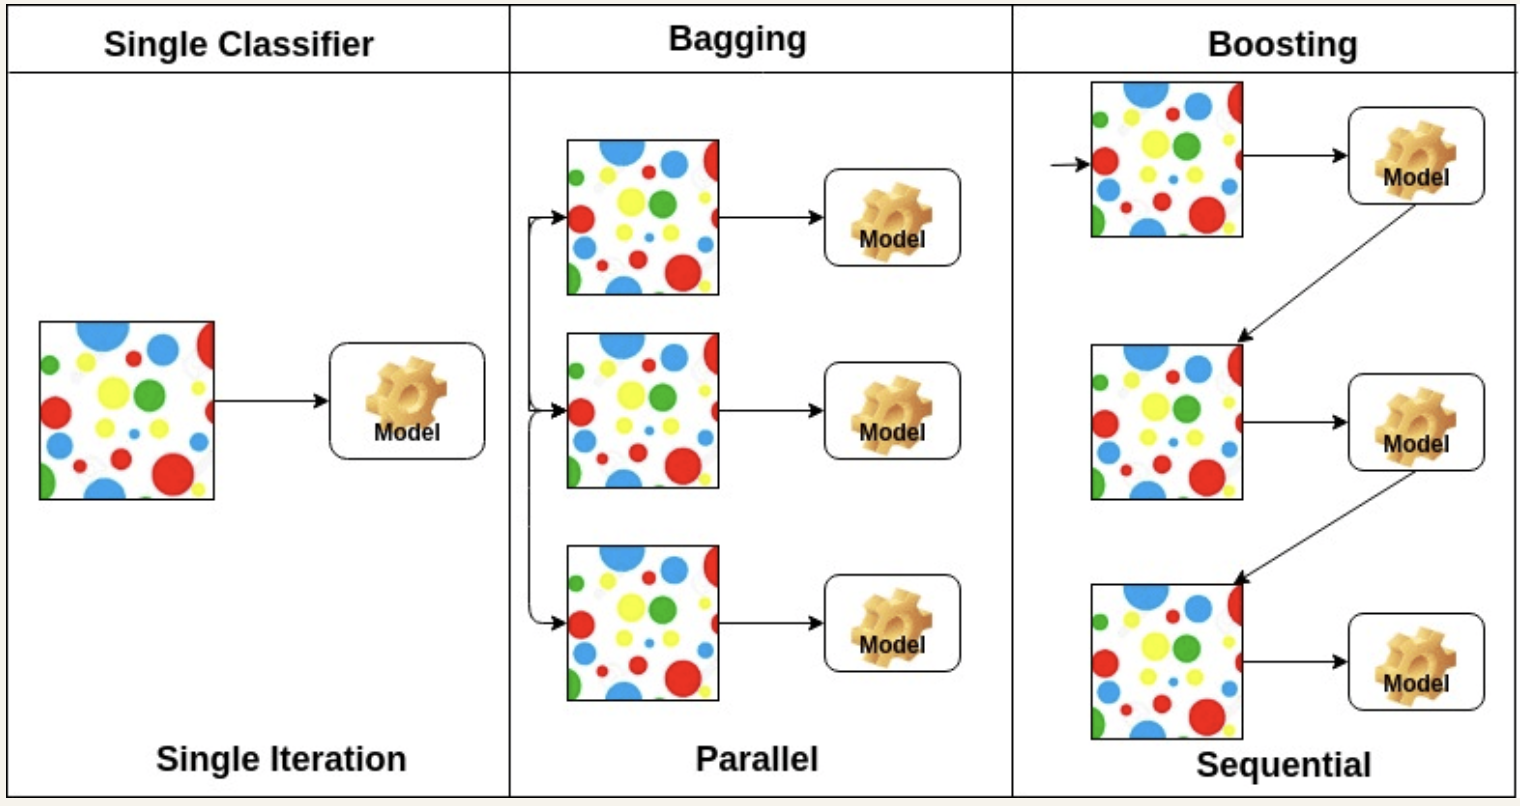 Single Classifier
Bagging
Boosting
Model
Model
Model
Model
Model
Model
Model
Single Iteration
Parallel
Sequential